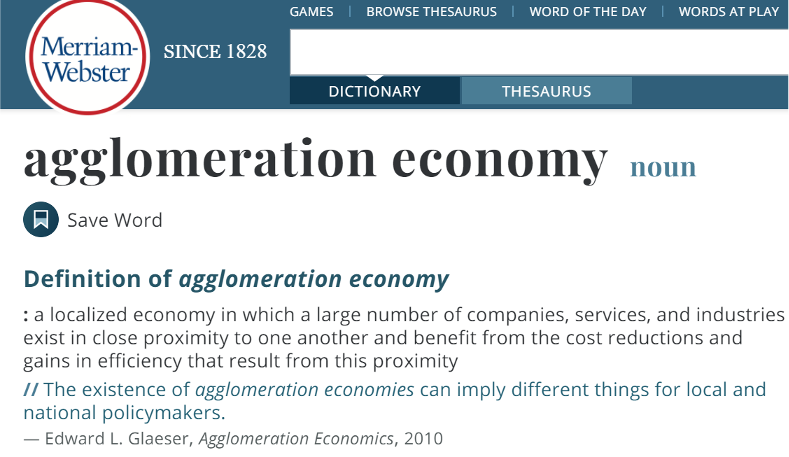 GAMES | BROWSE THESAURUS | WORD OF THE DAY | WORDS AT PLAY
Merriam-
Webster
SINCE 1828
DICTIONARY THESAURUS
agglomeration economy noun
Save Word
Definition of agglomeration economy
: a localized economy in which a large number of companies, services, and industries
exist in close proximity to one another and benefit from the cost reductions and
gains in efficiency that result from this proximity
// The existence of agglomeration economies can imply different things for local and
national policymakers.
— Edward L. Glaeser, Agglomeration Economics, 2010